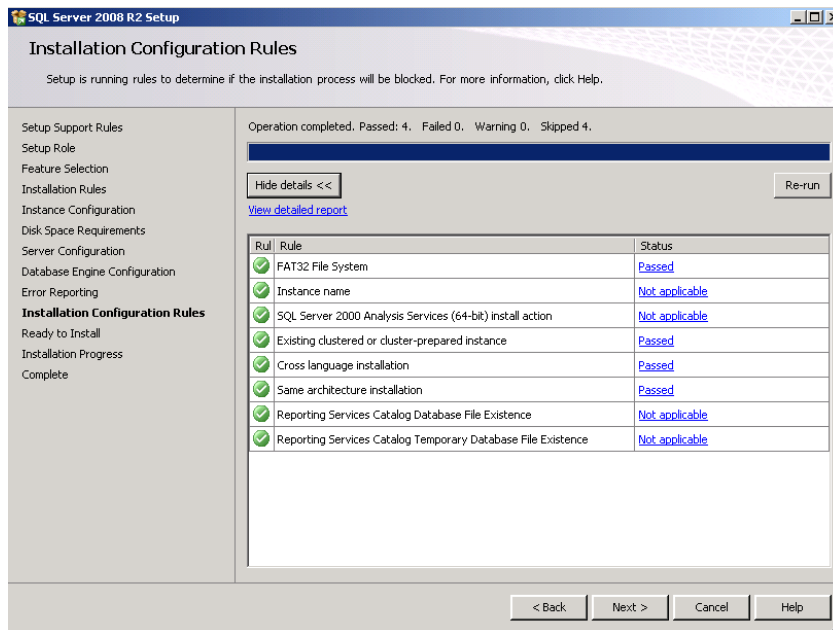 SQL Server 2008 R2 Setup
Installation Configuration Rules
Setup is running rules to determine if the installation process will be blocked. For more information, click Help.
Setup Support Rules
Setup Role
Feature Selection
Installation Rules
Instance Configuration
Disk Space Requirements
Server Configuration
Database Engine Configuration
Error Reporting
Installation Configuration Rules
Ready to Install
Installation Progress
Complete
Operation completed. Passed: 4. Failed 0. Warning 0. Skipped 4.
Hide details << Re-run
View detailed report
Rul Rule Status
FAT32 File System Passed
Instance name Not applicable
SQL Server 2000 Analysis Services (64-bit) install action Not applicable
Existing clustered or cluster-prepared instance Passed
Cross language installation Passed
Same architecture installation Passed
Reporting Services Catalog Database File Existence Not applicable
Reporting Services Catalog Temporary Database File Existence Not applicable
< Back Next > Cancel Help